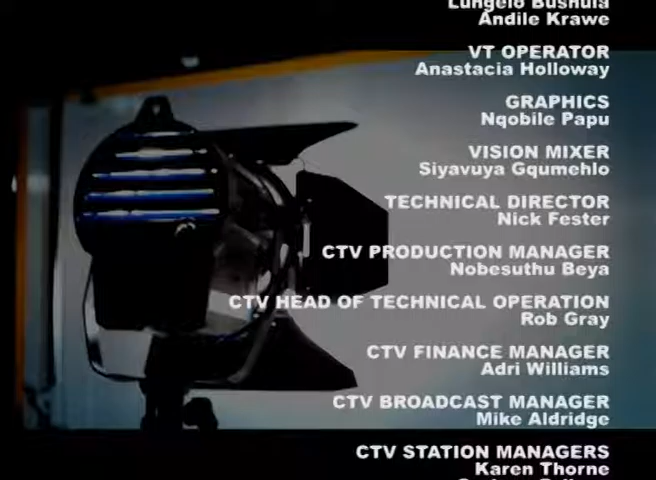 Lungelo Bushula
Andile Krawe
VT OPERATOR
Anastacia Holloway
GRAPHICS
Nqobile Papu
VISION MIXER
Siyavuya Gqumehlo
TECHNICAL DIRECTOR
Nick Fester
CTV PRODUCTION MANAGER
Nobesuthu Beya
CTV HEAD OF TECHNICAL OPERATION
Rob Gray
CTV FINANCE MANAGER
Adri Williams
CTV BROADCAST MANAGER
Mike Aldridge
CTV STATION MANAGERS
Karen Thorne